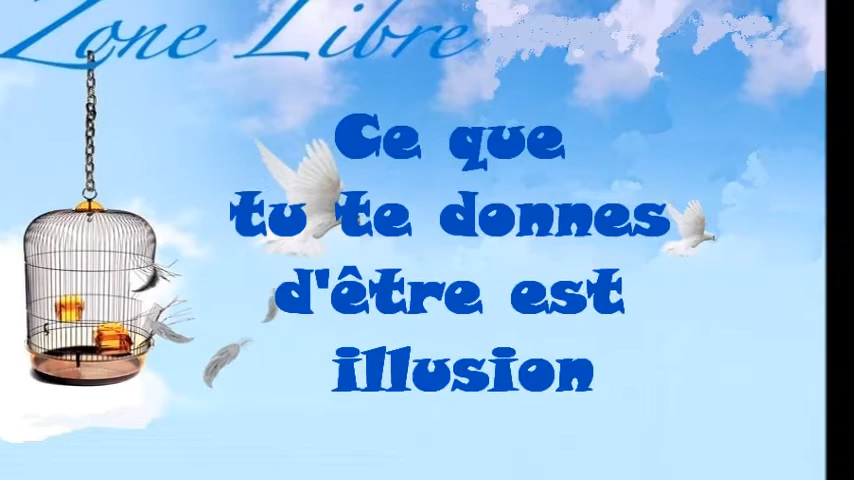 Zone Libre
Ce que
tu te donnes
d'être est
illusion